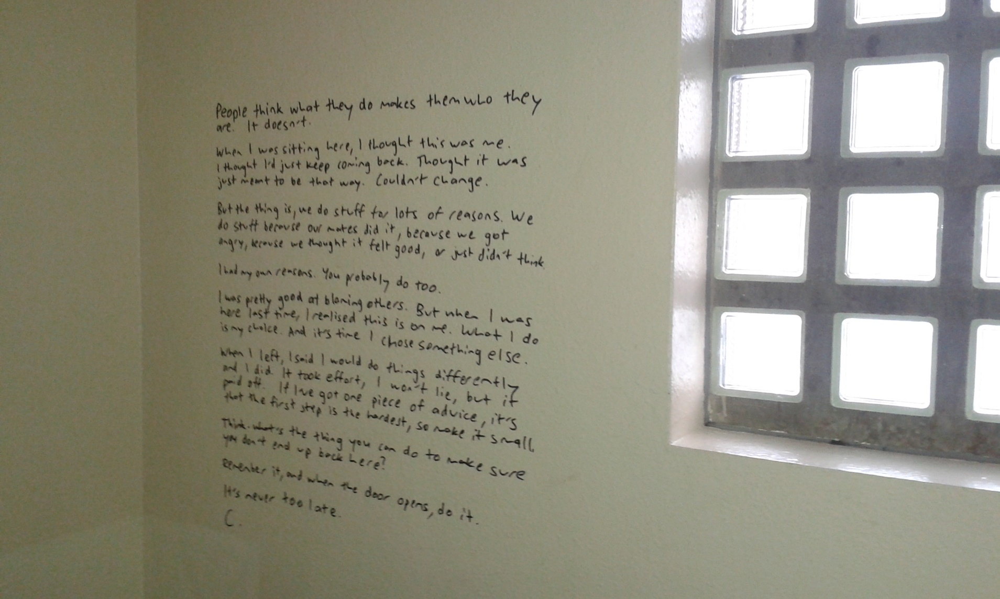 People think what they do makes them who they
are. It doesn't.
When I was sitting here, I thought this was me.
I thought I'd just keep coming back. Thought it was
just meant to be that way. Couldn't change.
But the thing is, we do stuff for lots of reasons. We
do stuff because our mates did it, because we got
angry, because we thought it felt good, or just didn't think.
I had my own reasons. You probably do too.
I was pretty good at blaming others. But when I was
here last time, I realised this is on me. What I do
is my choice. And it's time I chose something else.
When I left, I said I would do things differently
and I did. It took effort, I won't lie, but it
paid off. If I've got one piece of advice, it's
that the first step is the hardest, so make it small.
Think. What's the thing you can do to make sure
you don't end up back here?
Remember it, and when the door opens, do it.
It's never too late.
C.